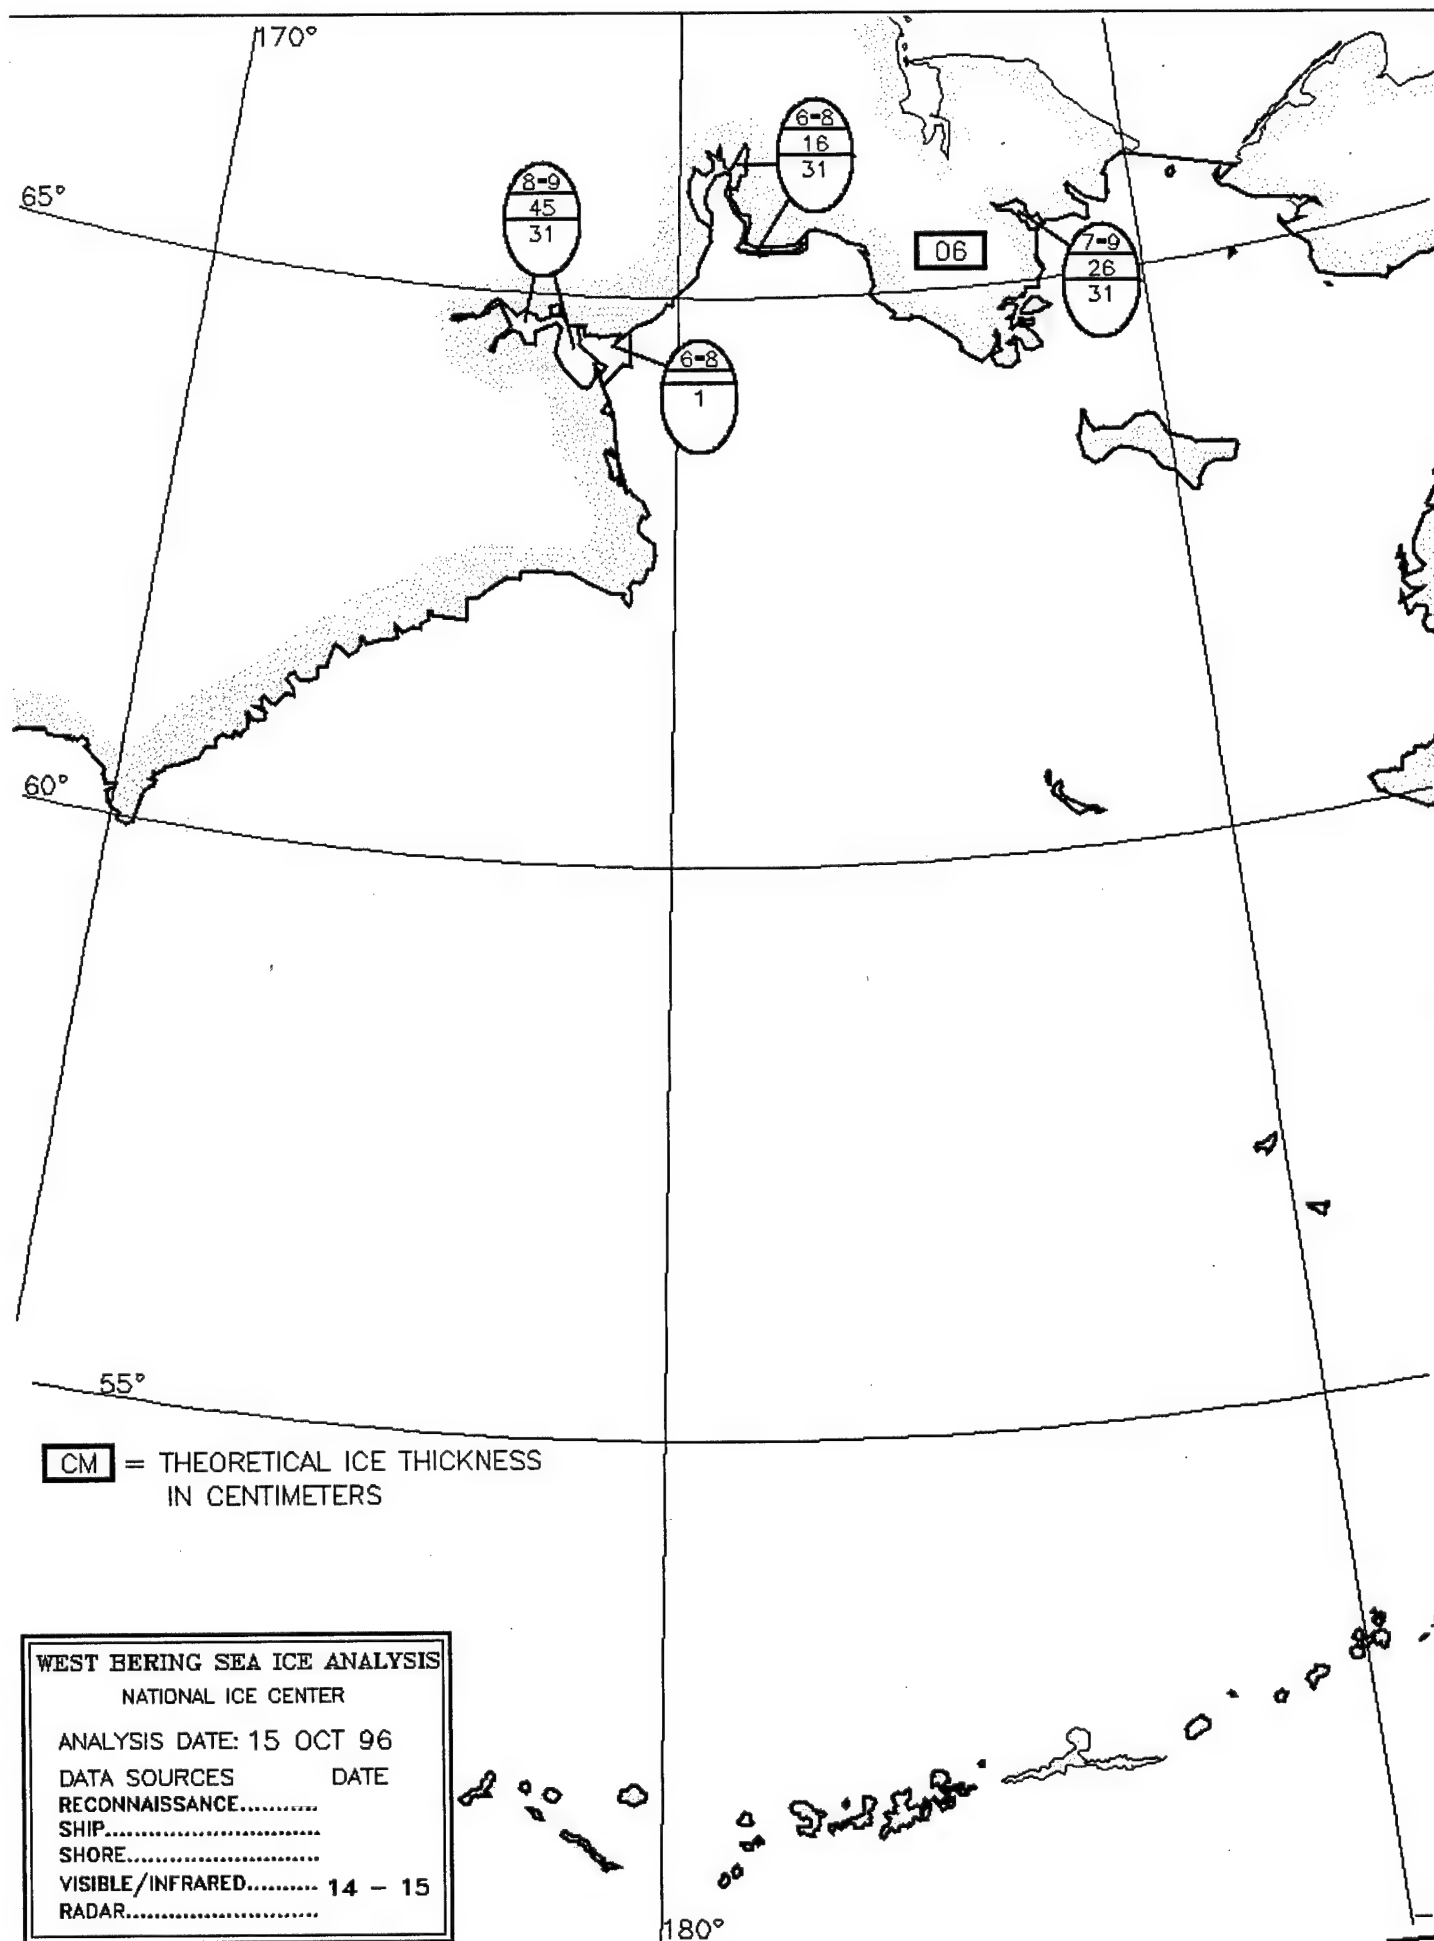 170°
6-8
16
31
8-9
45
31
65°
06
7-9
26
31
6-8
1
60°
55°
CM = THEORETICAL ICE THICKNESS
IN CENTIMETERS
WEST BERING SEA ICE ANALYSIS
NATIONAL ICE CENTER
ANALYSIS DATE: 15 OCT 96
DATA SOURCES DATE
RECONNAISSANCE..........
SHIP............................
SHORE.........................
VISIBLE/INFRARED.......... 14 - 15
RADAR.........................
180°